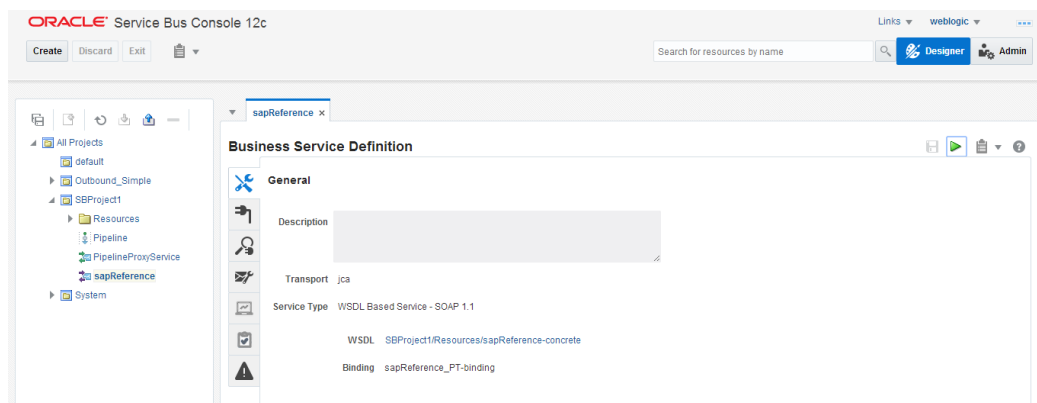 ORACLE Service Bus Console 12c
Links weblogic
Create Discard Exit
Search for resources by name
Designer Admin
sapReference ×
All Projects
default
Outbound_Simple
SBProject1
Resources
Pipeline
PipelineProxyService
sapReference
System
Business Service Definition
General
Description
Transport jca
Service Type WSDL Based Service - SOAP 1.1
WSDL SBProject1/Resources/sapReference-concrete
Binding sapReference_PT-binding